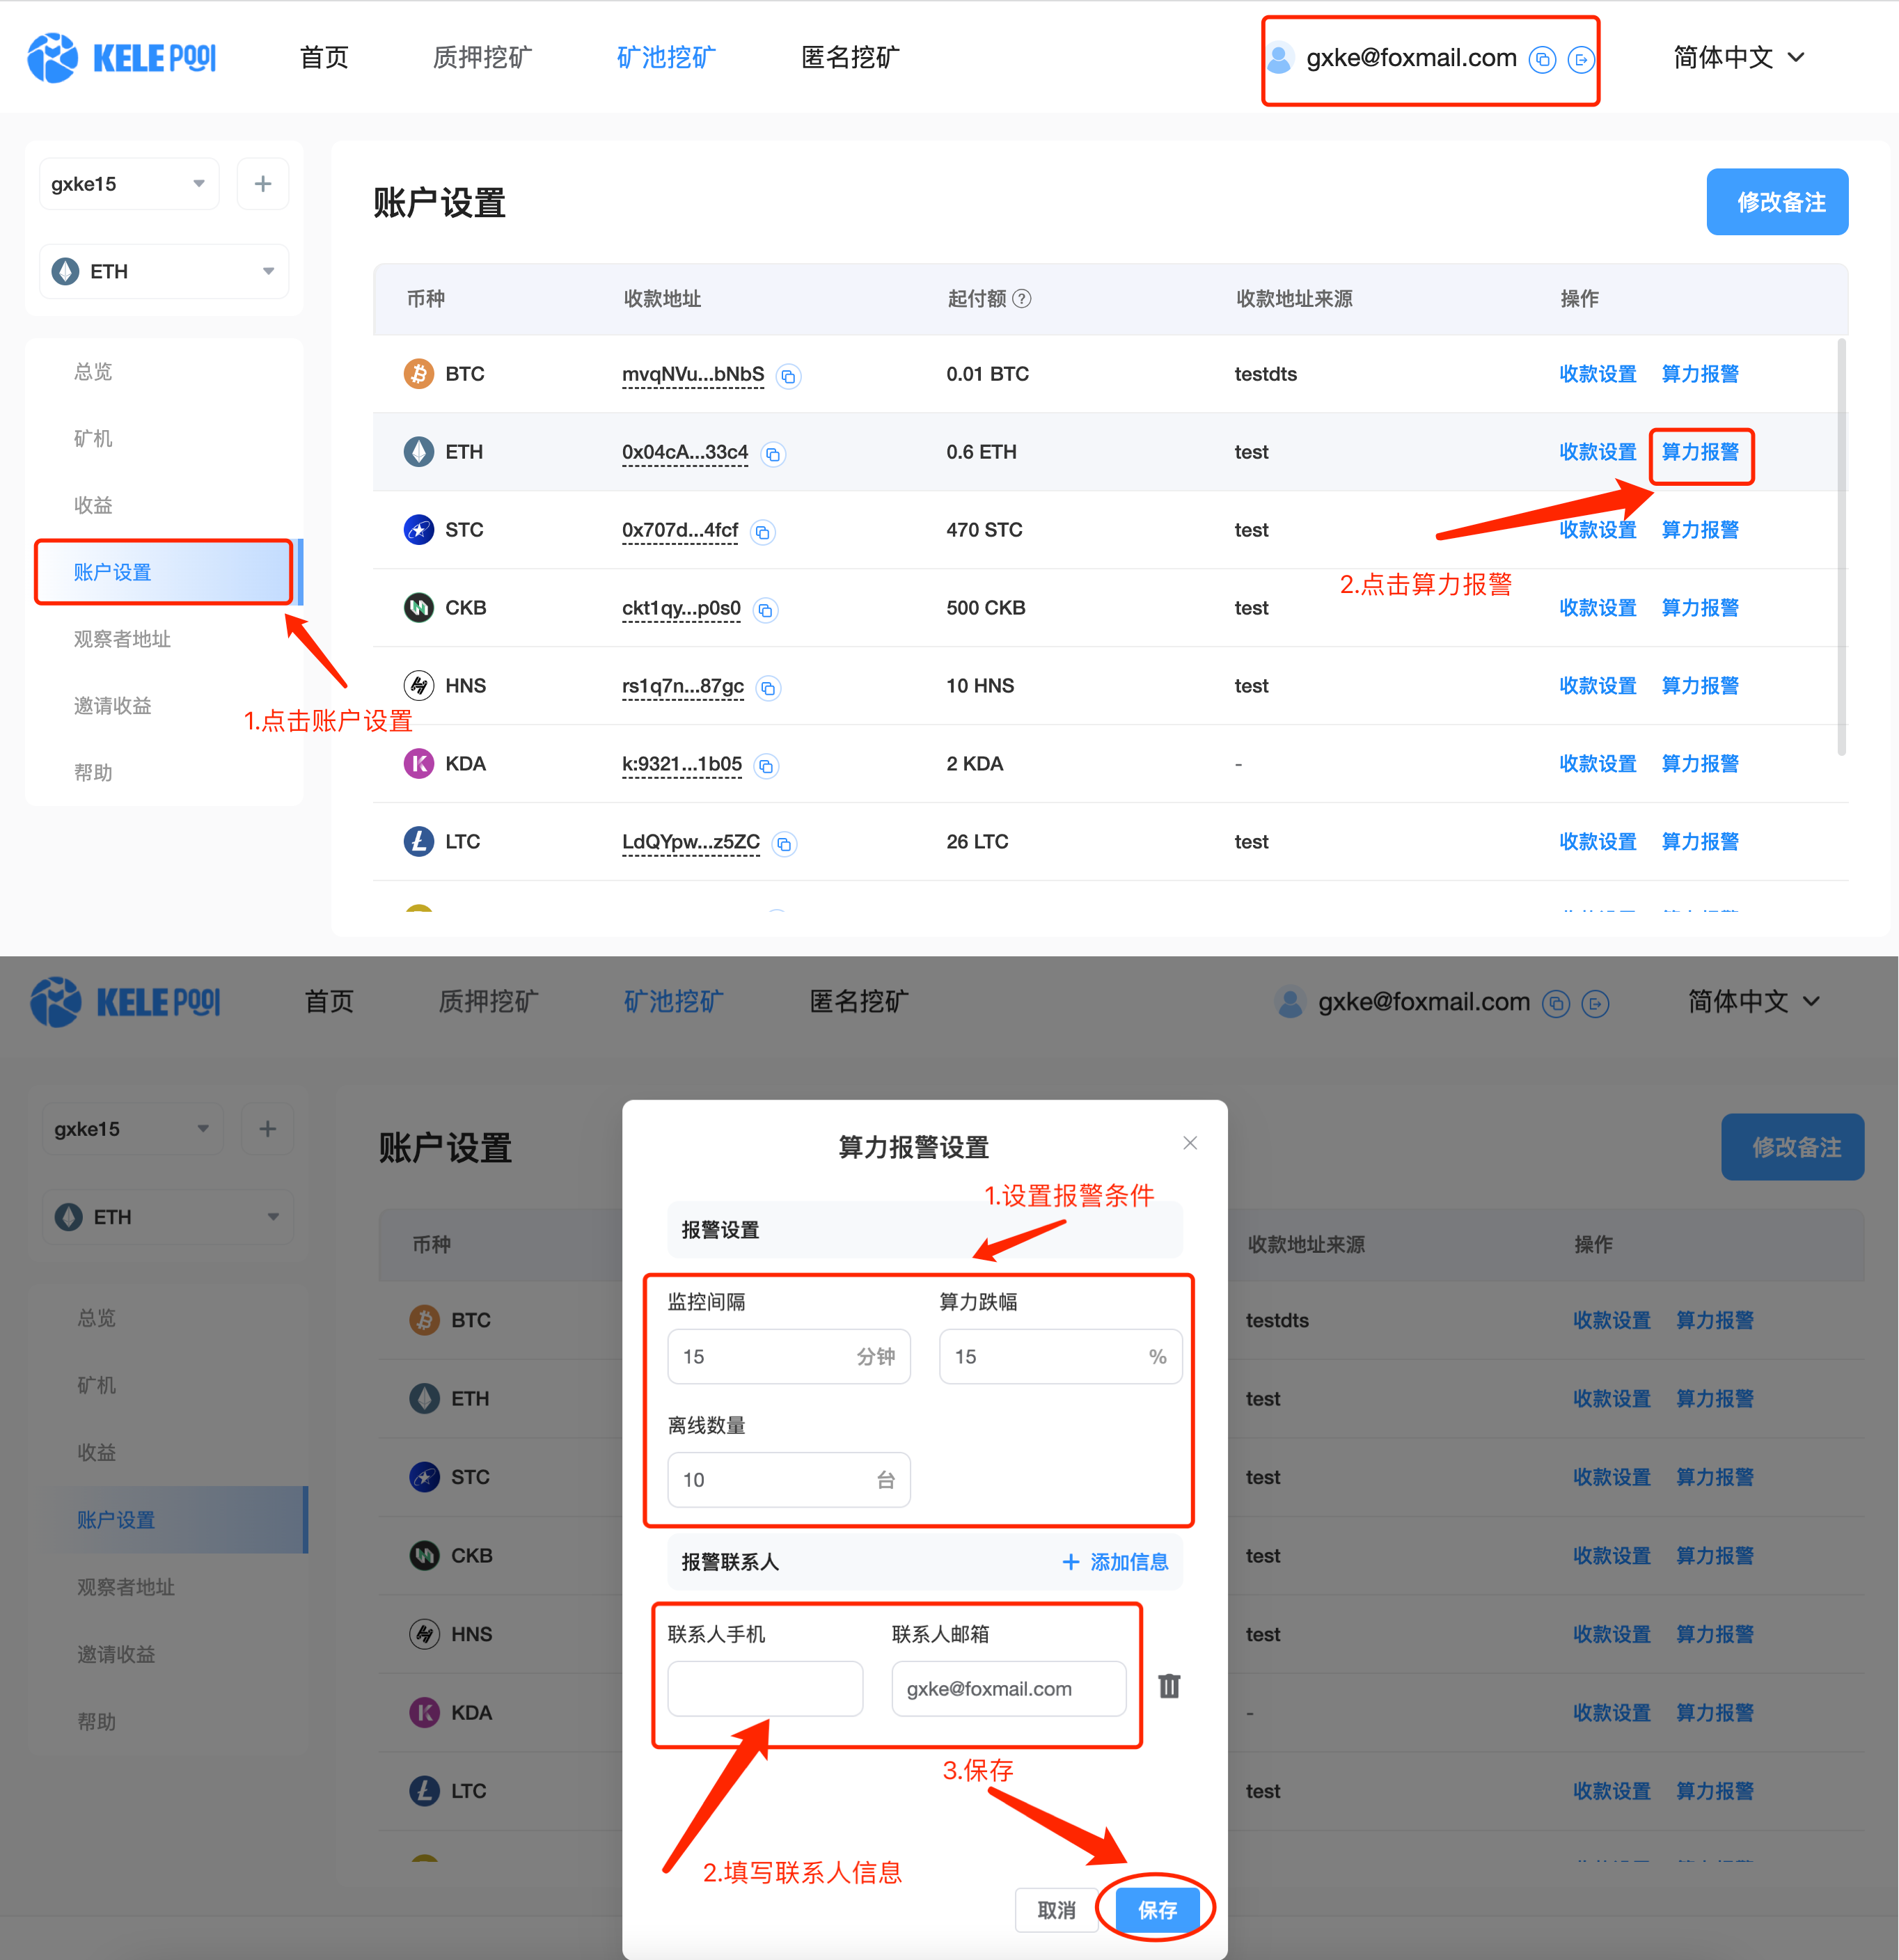 KELE POOl 首页 质押挖矿 矿池挖矿 匿名挖矿 gxke@foxmail.com 简体中文
gxke15 +
ETH
总览
矿机
收益
账户设置
观察者地址
邀请收益
帮助
1.点击账户设置
账户设置 修改备注
币种 收款地址 起付额 ? 收款地址来源 操作
BTC mvqNVu...bNbS 0.01 BTC testdts 收款设置 算力报警
ETH 0x04cA...33c4 0.6 ETH test 收款设置 算力报警
STC 0x707d...4fcf 470 STC test 收款设置 算力报警
2.点击算力报警
CKB ckt1qy...p0s0 500 CKB test 收款设置 算力报警
HNS rs1q7n...87gc 10 HNS test 收款设置 算力报警
KDA k:9321...1b05 2 KDA - 收款设置 算力报警
LTC LdQYpw...z5ZC 26 LTC test 收款设置 算力报警
KELE POOl 首页 质押挖矿 矿池挖矿 匿名挖矿 gxke@foxmail.com 简体中文
gxke15 +
ETH
总览
矿机
收益
账户设置
观察者地址
邀请收益
帮助
账户设置 修改备注
币种 收款地址来源 操作
BTC testdts 收款设置 算力报警
ETH test 收款设置 算力报警
STC test 收款设置 算力报警
CKB test 收款设置 算力报警
HNS test 收款设置 算力报警
KDA - 收款设置 算力报警
LTC test 收款设置 算力报警
算力报警设置
1.设置报警条件
报警设置
监控间隔 算力跌幅
15 分钟 15 %
离线数量
10 台
报警联系人 + 添加信息
联系人手机 联系人邮箱
gxke@foxmail.com
3.保存
2.填写联系人信息
取消 保存